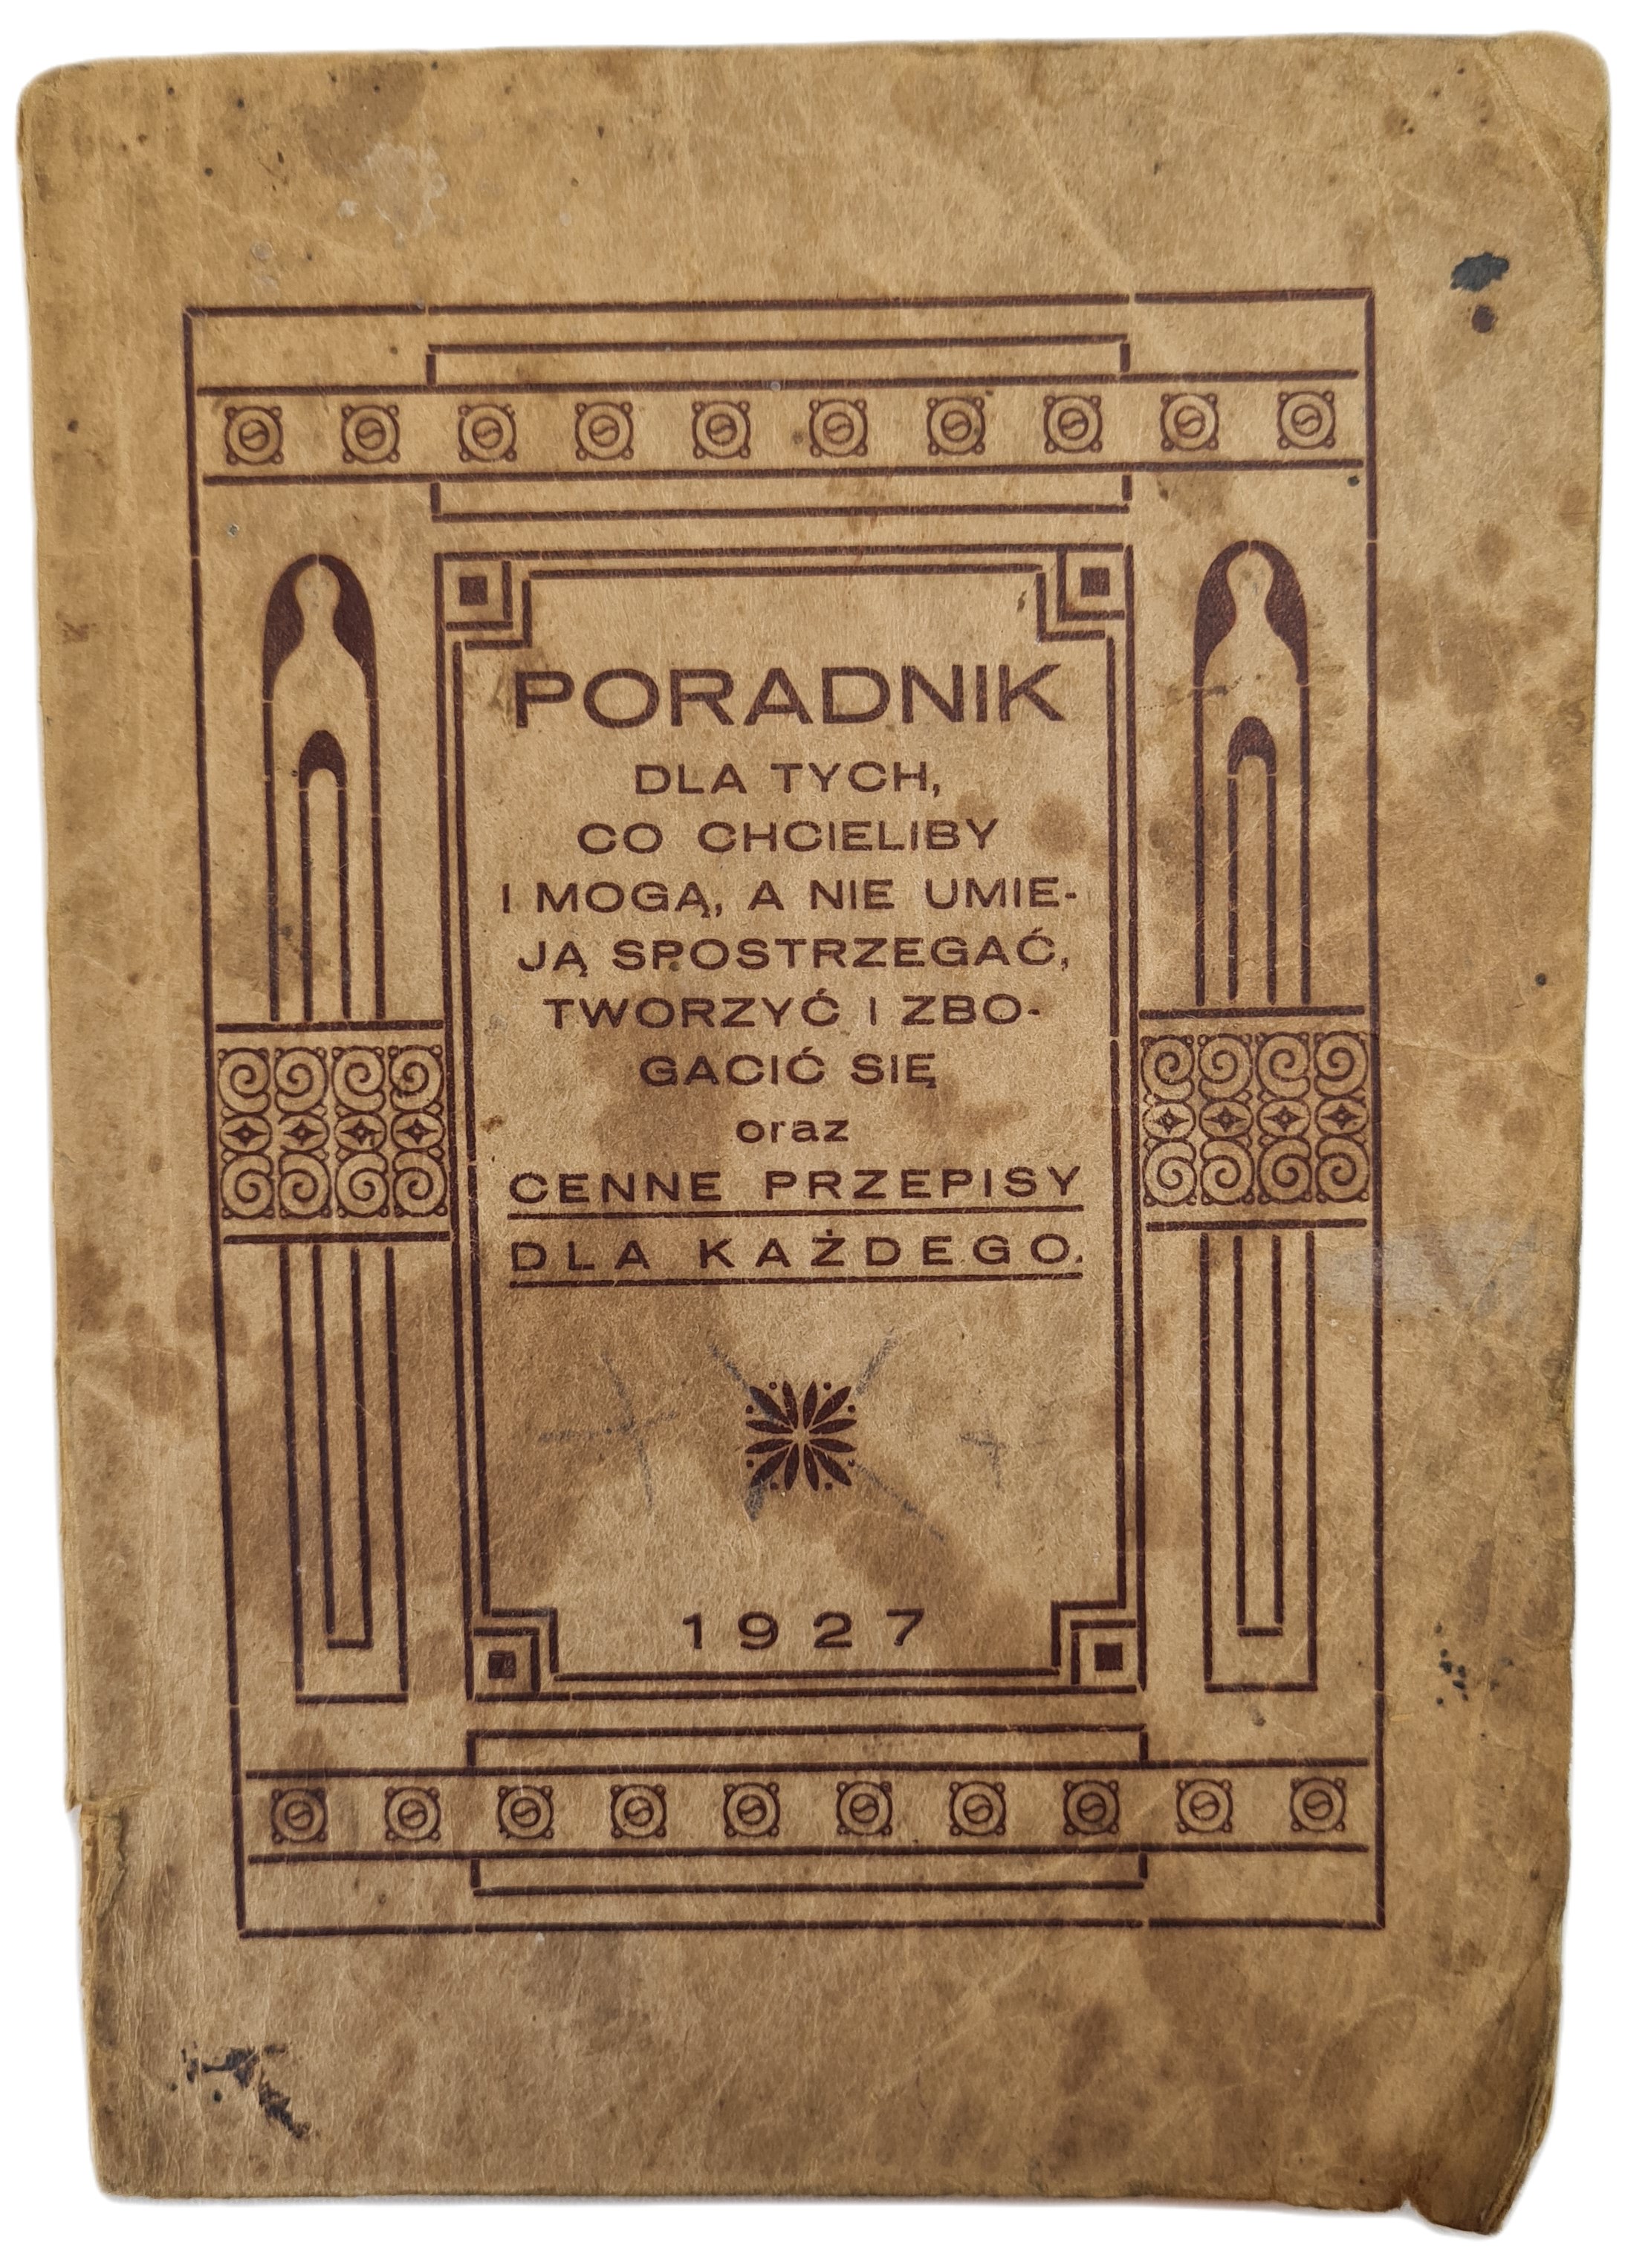 PORADNIK
DLA TYCH,
CO CHCIELIBY
I MOGĄ, A NIE UMIE-
JĄ SPOSTRZEGAĆ,
TWORZYĆ I ZBO-
GACIĆ SIĘ
oraz
CENNE PRZEPISY
DLA KAŻDEGO.
1927